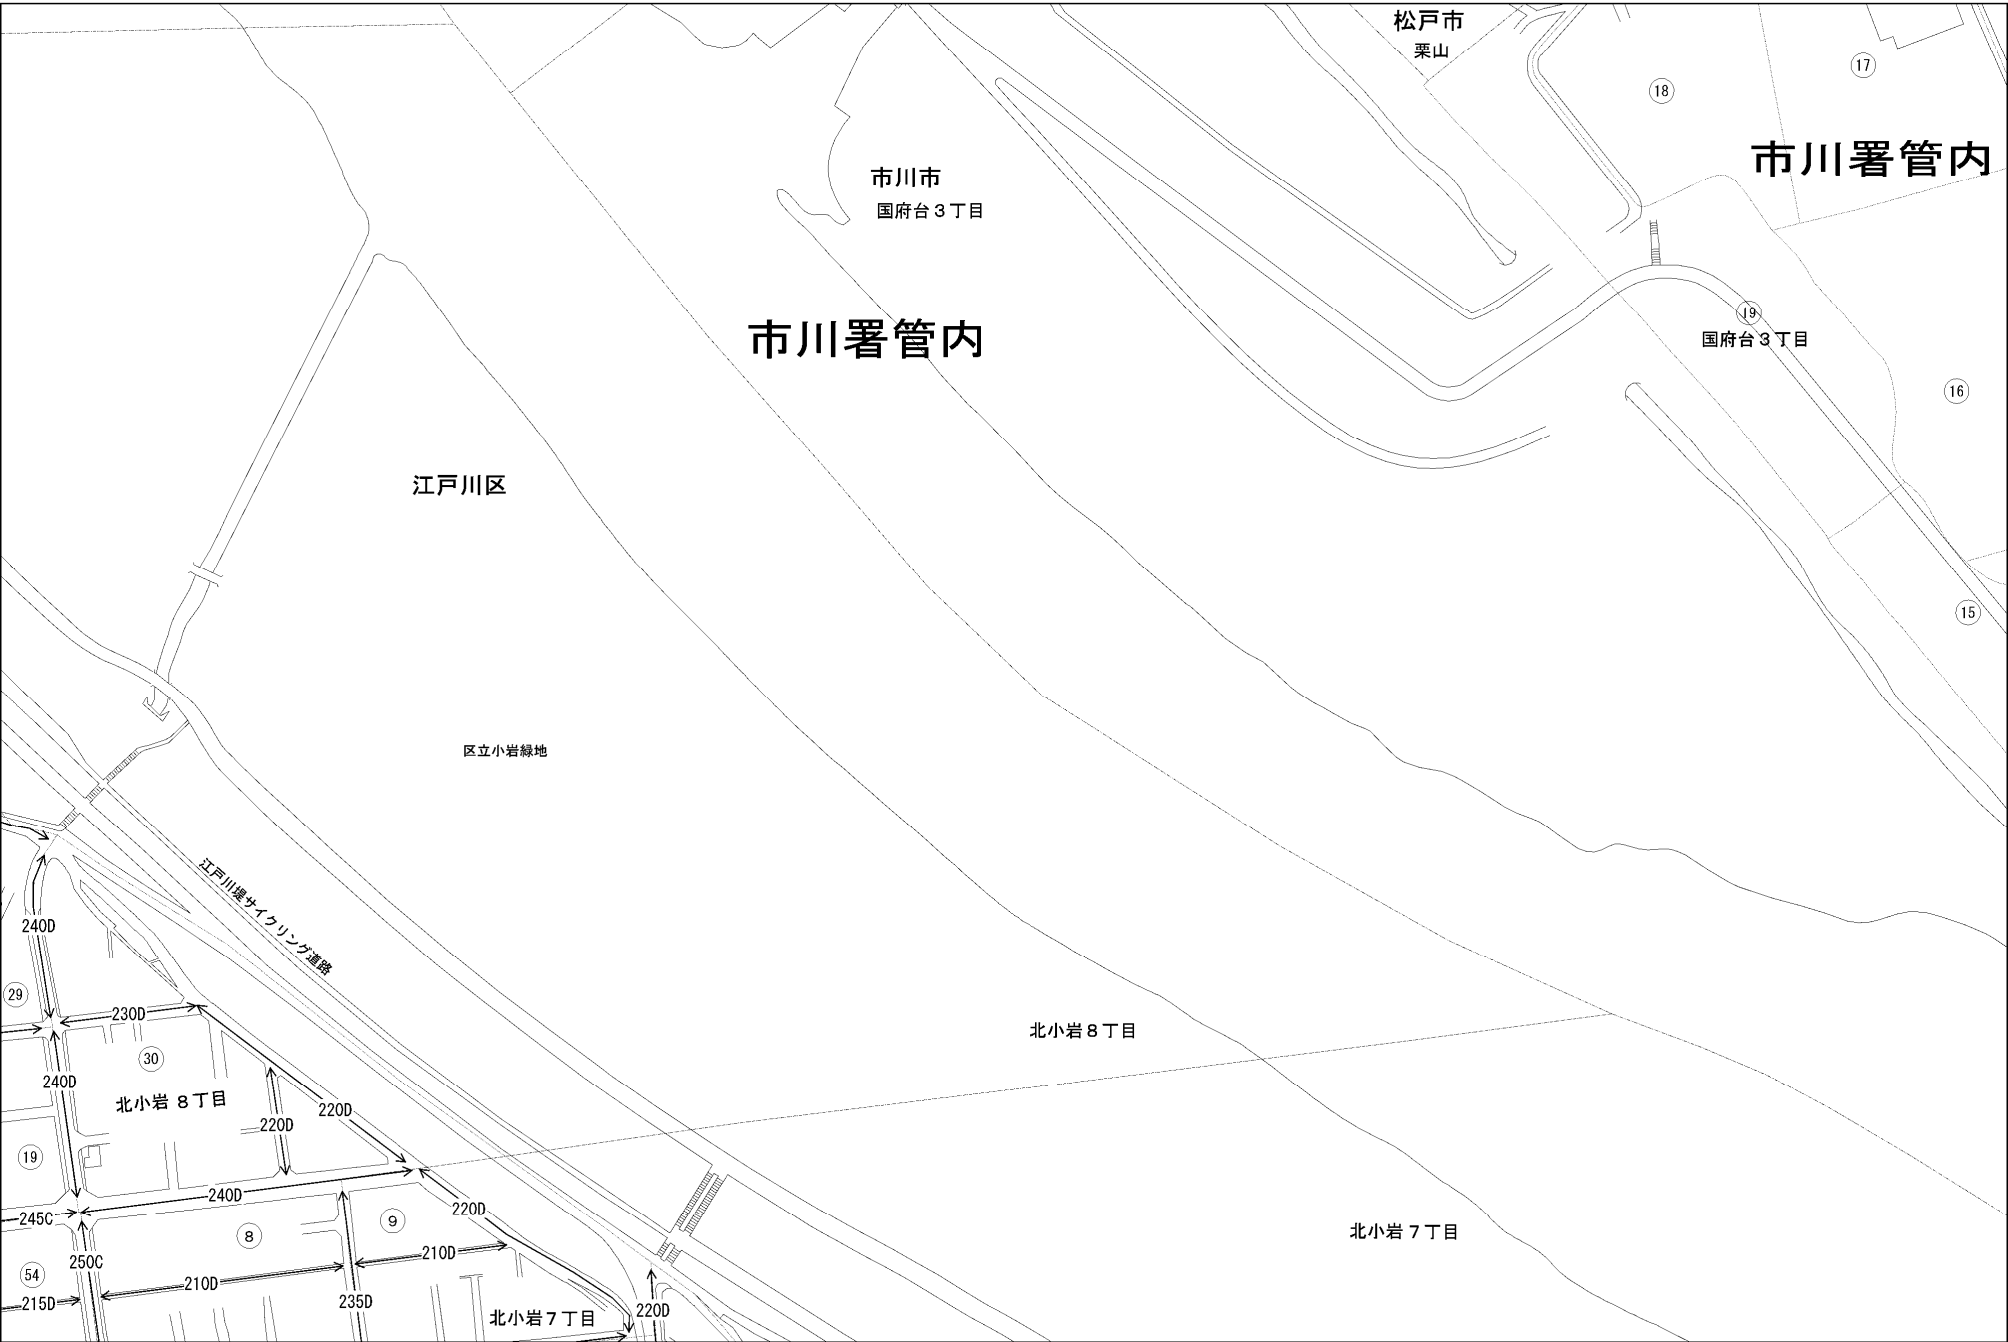 松戸市
栗山
17
18
市川署管内
市川市
国府台3丁目
市川署管内
19
国府台3丁目
16
江戸川区
15
区立小岩緑地
江戸川堤サイクリング道路
240D
29
230D
北小岩8丁目
30
240D
北小岩 8丁目
220D
220D
19
240D
245C
220D
9
8
北小岩7丁目
210D
250C
54
210D
215D
235D
220D
北小岩7丁目